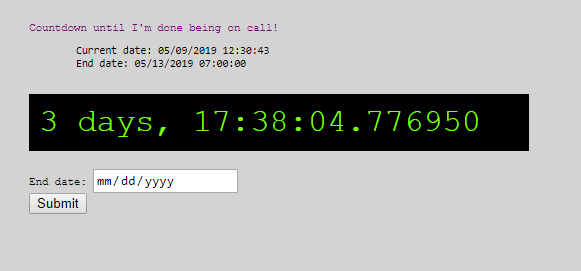 Countdown until I'm done being on call!
Current date: 05/09/2019 12:30:43
End date: 05/13/2019 07:00:00
3 days, 17:38:04.776950
End date: mm/dd/yyyy
Submit